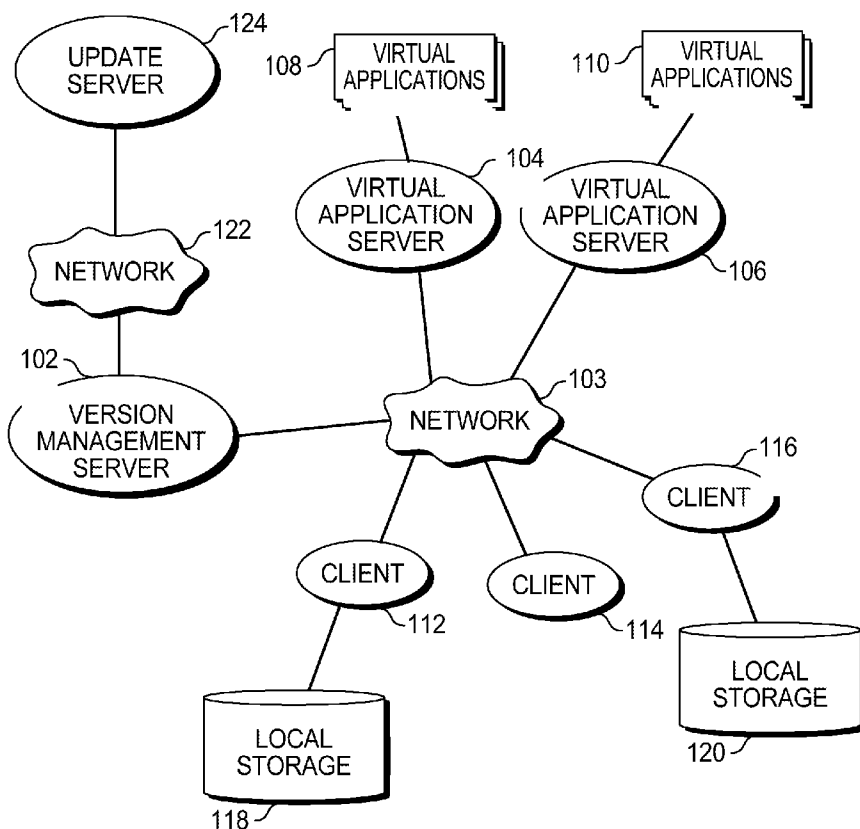 124
UPDATE
SERVER
108
VIRTUAL
APPLICATIONS
110
VIRTUAL
APPLICATIONS
104
VIRTUAL
APPLICATION
SERVER
VIRTUAL
APPLICATION
SERVER
106
122
NETWORK
102
VERSION
MANAGEMENT
SERVER
103
NETWORK
116
CLIENT
CLIENT
112
CLIENT
114
LOCAL
STORAGE
120
LOCAL
STORAGE
118